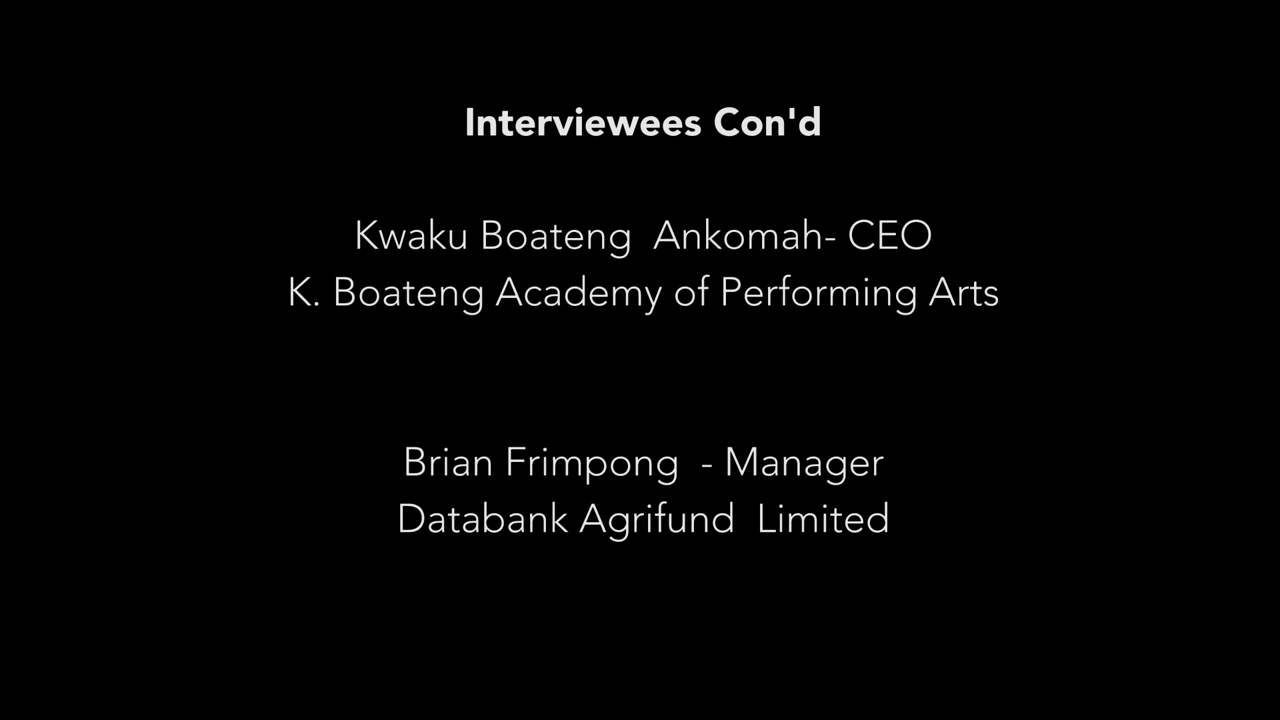 Interviewees Con'd
Kwaku Boateng  Ankomah- CEO
K. Boateng Academy of Performing Arts
Brian Frimpong  - Manager
Databank Agrifund  Limited